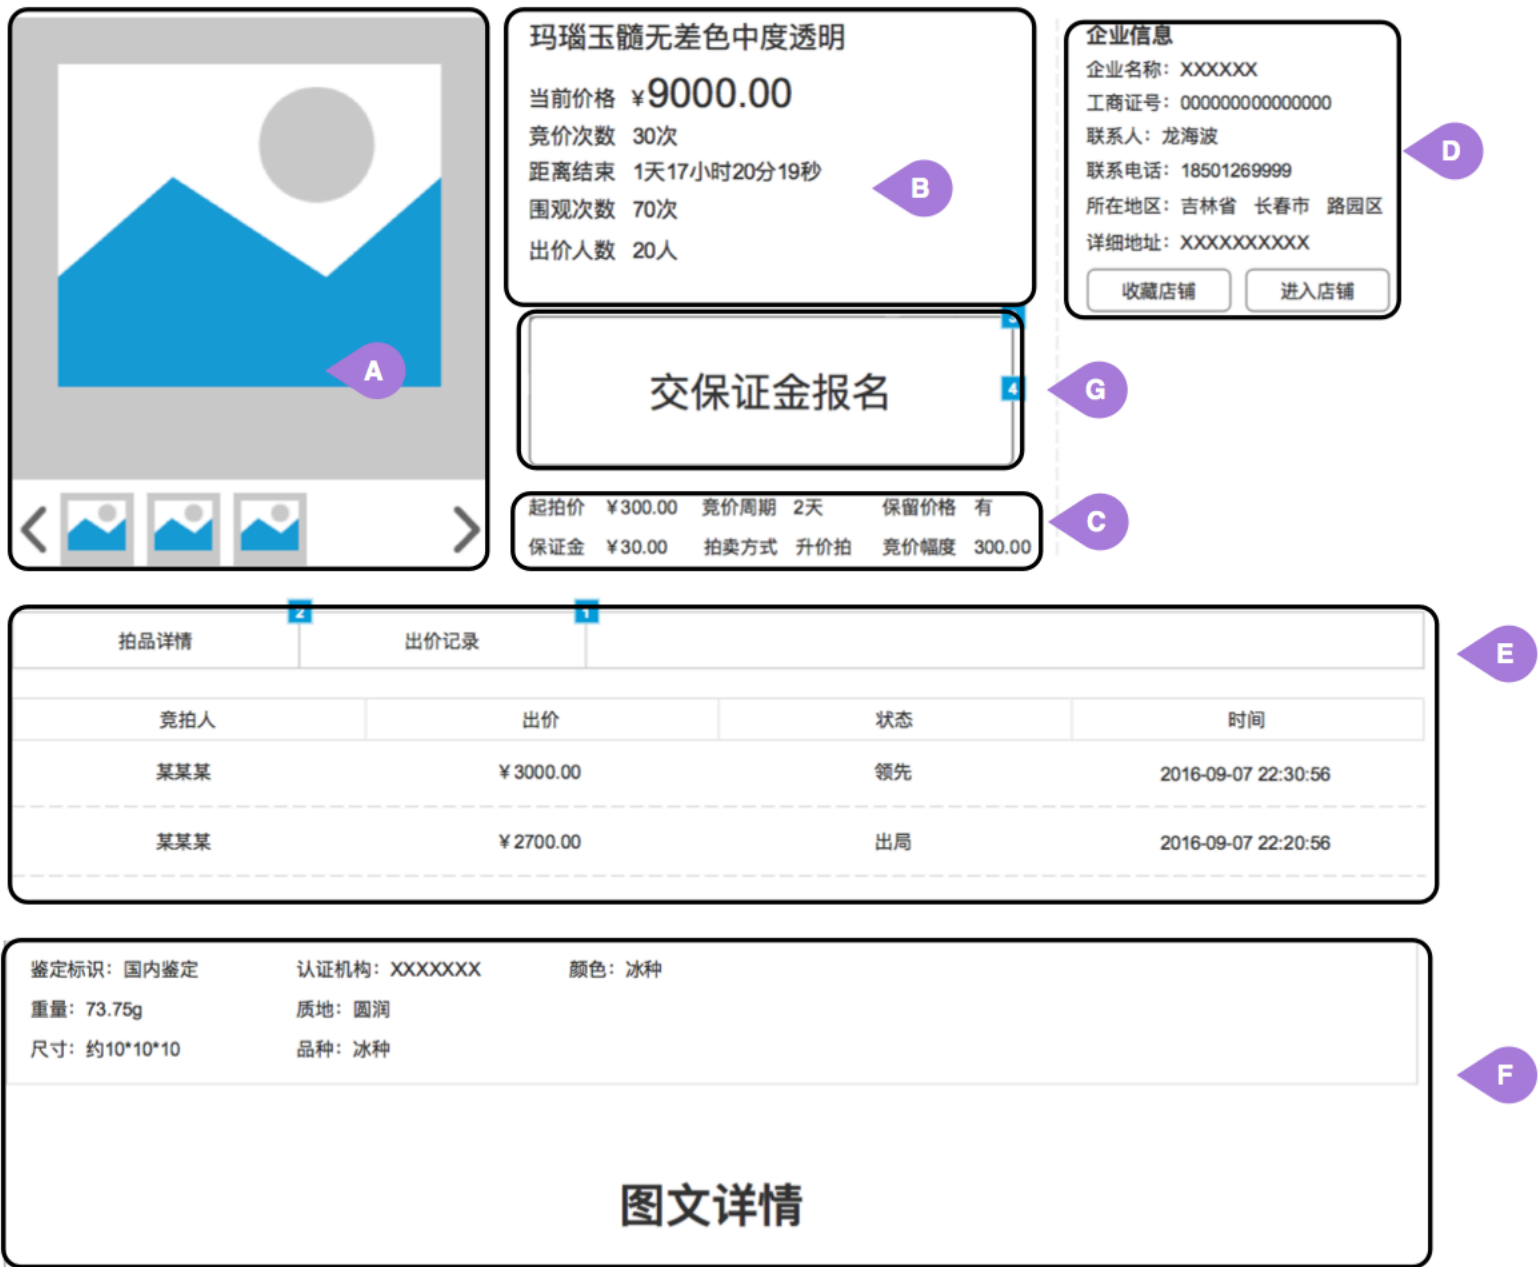 玛瑙玉髓无差色中度透明
当前价格 ¥9000.00
竞价次数 30次
距离结束 1天17小时20分19秒
围观次数 70次
出价人数 20人
B
企业信息
企业名称：XXXXXX
工商证号：000000000000000
联系人：龙海波
联系电话：18501269999
所在地区：吉林省 长春市 路园区
详细地址：XXXXXXXXXX
收藏店铺 进入店铺
D
A
3
交保证金报名
4
G
起拍价 ¥300.00 竞价周期 2天 保留价格 有
保证金 ¥30.00 拍卖方式 升价拍 竞价幅度 300.00
C
2 1
拍品详情 出价记录
E
竞拍人 出价 状态 时间
某某某 ¥3000.00 领先 2016-09-07 22:30:56
某某某 ¥2700.00 出局 2016-09-07 22:20:56
鉴定标识：国内鉴定 认证机构：XXXXXXX 颜色：冰种
重量：73.75g 质地：圆润
尺寸：约10*10*10 品种：冰种
F
图文详情